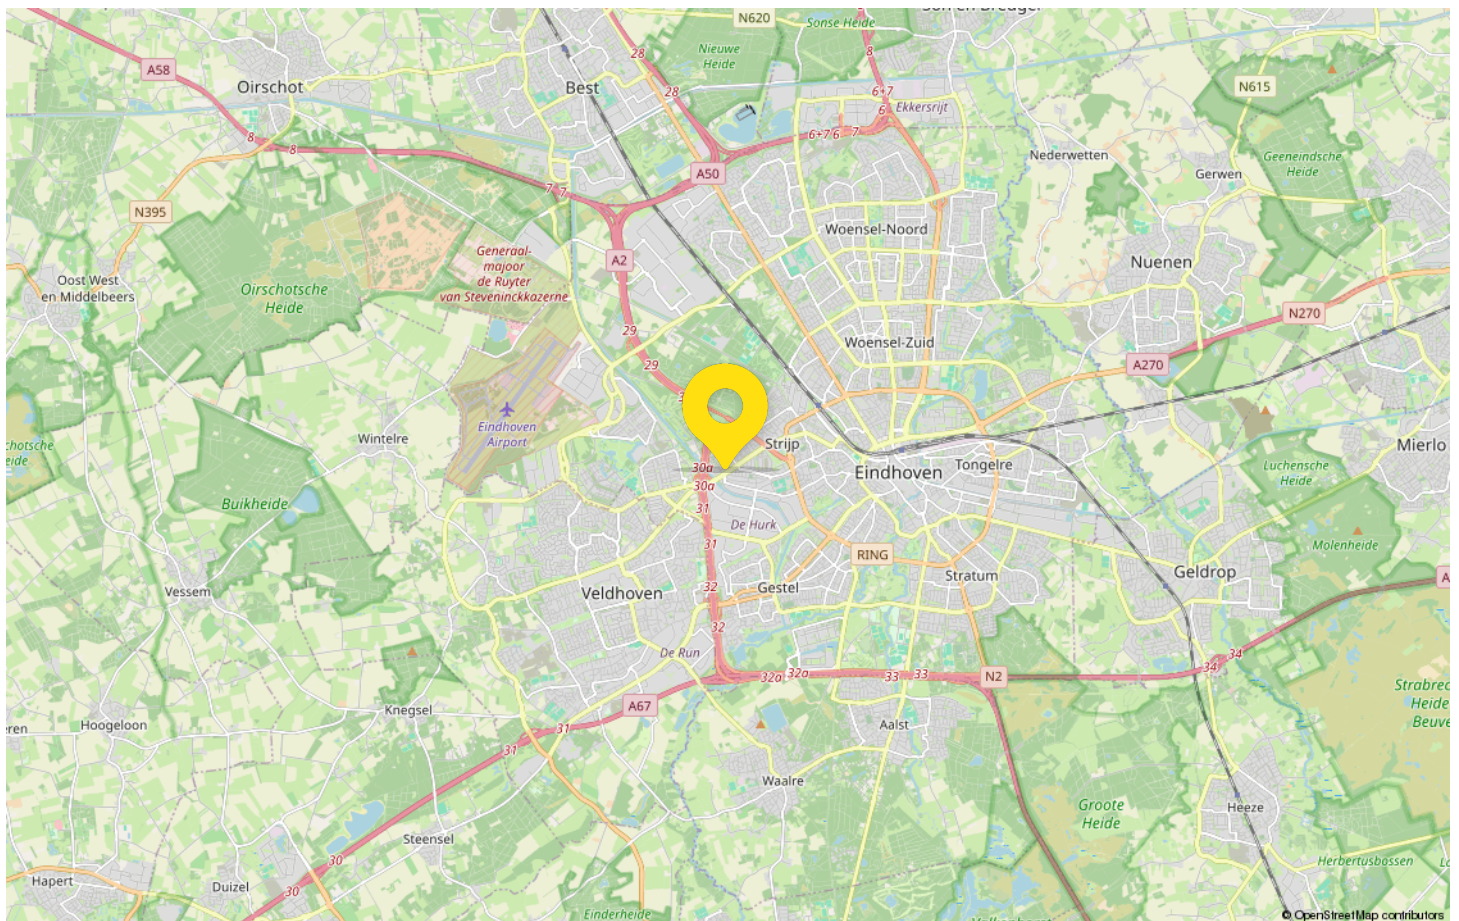 N620
Sonse Heide
A58
28
Nieuwe
Heide
8
Oirschot
Best
28
6+7
N615
6
Ekkersrijt
8
6+7
6
7
8
Nederwetten
Geeneindsche
Heide
A50
Gerwen
7
7
N395
Woensel-Noord
Generaal-
majoor
de Ruyter
van Steveninckkazerne
A2
Nuenen
Oost West
en Middelbeers
Oirschotsche
Heide
N270
29
Woensel-Zuid
29
A270
Eindhoven
Airport
Wintelre
Strijp
Mierlo
Eindhoven
Tongelre
30a
30a
Luchensche
Heide
Buikheide
31
De Hurk
31
Molenheide
RING
Geldrop
Stratum
Vessem
Veldhoven
32
Gestel
32
De Run
34
34
32a
32a
33
33
N2
Knegsel
A67
Hoogeloon
31
31
Aalst
Waalre
Groote
Heide
Heeze
Steensel
30
Herbertusbossen
Hapert
Duizel
30
Einderheide
© OpenStreetMap contributors